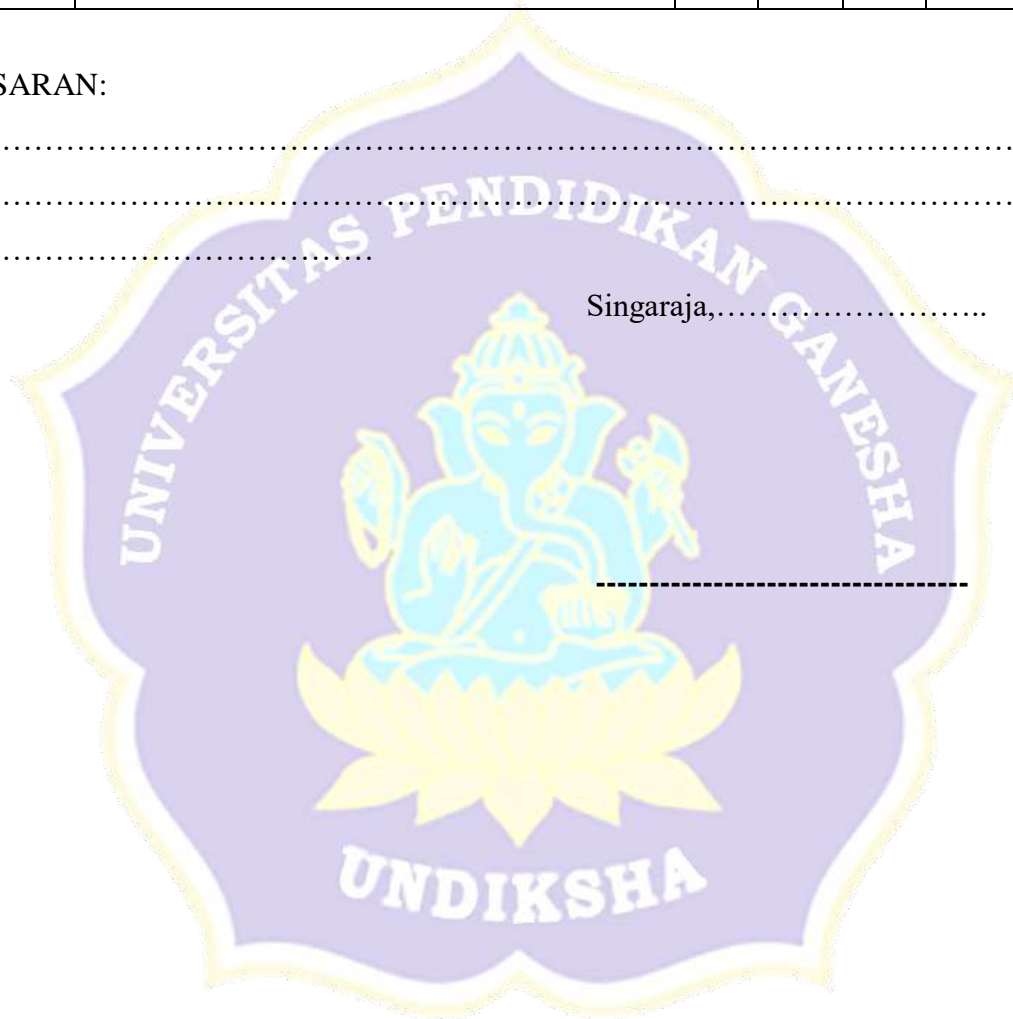 SARAN:
………………………………………………………………………………………
………………………………………………………………………………………
……………………………….
Singaraja,……………………..
UNIVERSITAS PENDIDIKAN GANESHA
----------------------------------
UNDIKSHA